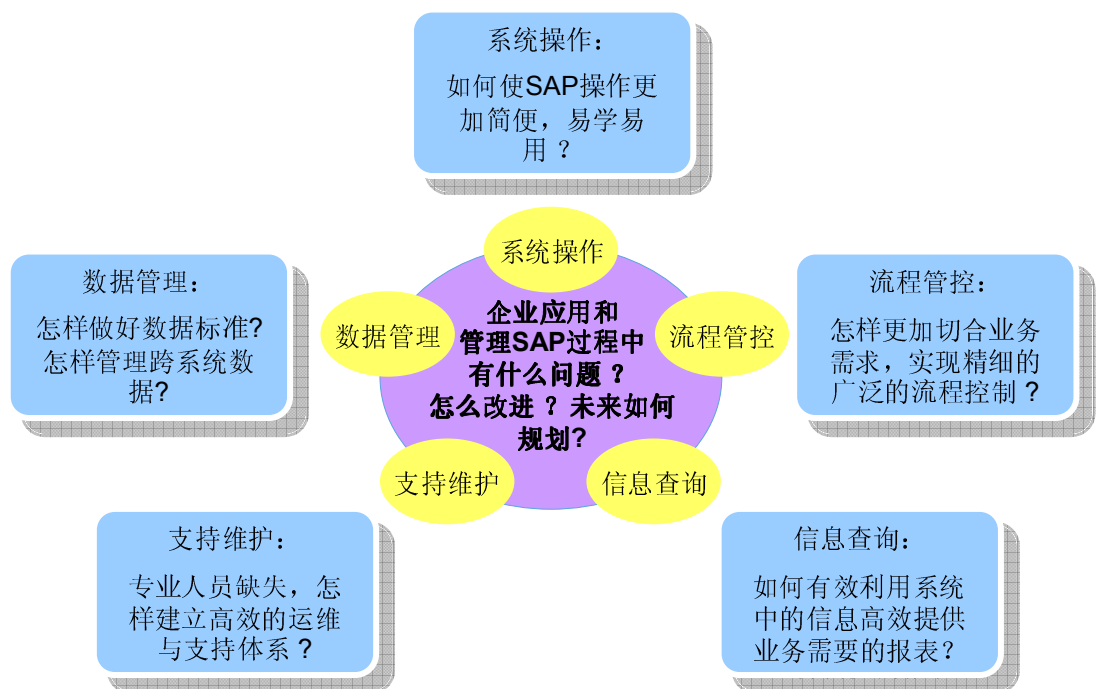 系统操作：
如何使SAP操作更
加简便，易学易
用 ？
系统操作
数据管理：
怎样做好数据标准?
怎样管理跨系统数
据?
数据管理
企业应用和
管理SAP过程中
有什么问题 ？
怎么改进 ？未来如何
规划?
流程管控
流程管控：
怎样更加切合业务
需求，实现精细的
广泛的流程控制 ?
支持维护
信息查询
支持维护：
专业人员缺失，怎
样建立高效的运维
与支持体系 ?
信息查询：
如何有效利用系统
中的信息高效提供
业务需要的报表？